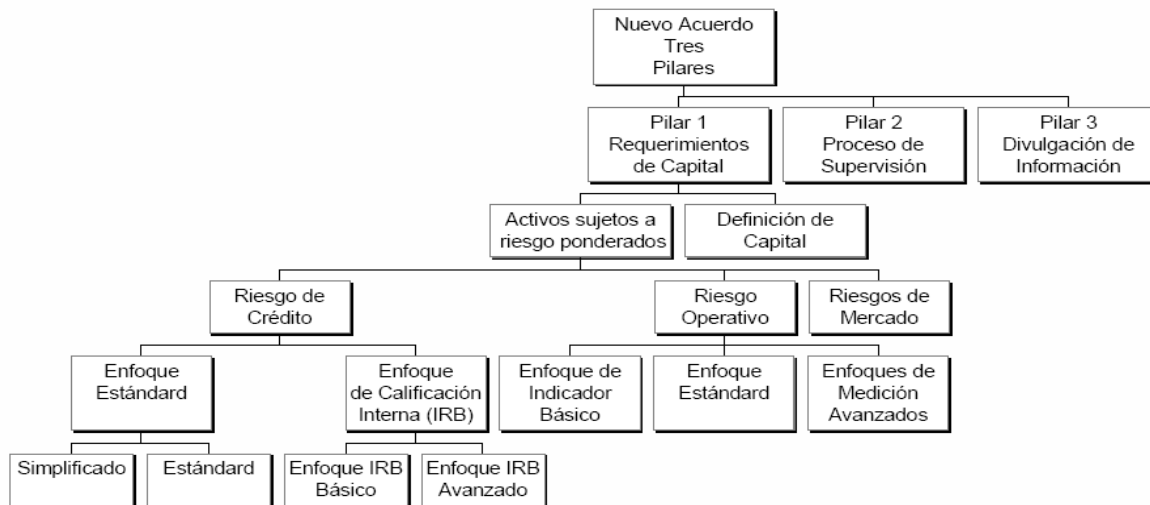 Nuevo Acuerdo
Tres
Pilares
Pilar 1
Requerimientos
de Capital
Pilar 2
Proceso de
Supervisión
Pilar 3
Divulgación de
Información
Activos sujetos a
riesgo ponderados
Definición de
Capital
Riesgo de
Crédito
Riesgo
Operativo
Riesgos de
Mercado
Enfoque
Estándard
Enfoque
de Calificación
Interna (IRB)
Enfoque de
Indicador
Básico
Enfoque
Estándard
Enfoques de
Medición
Avanzados
Simplificado
Estándard
Enfoque IRB
Básico
Enfoque IRB
Avanzado